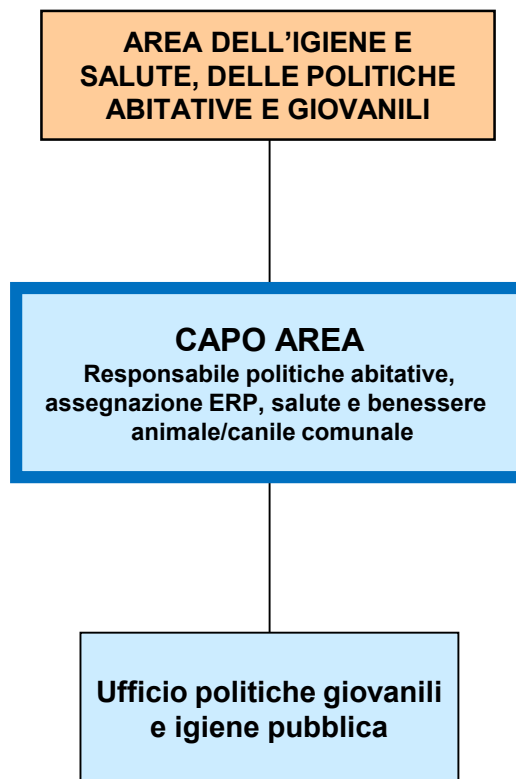 AREA DELL’IGIENE E
SALUTE, DELLE POLITICHE
ABITATIVE E GIOVANILI
CAPO AREA
Responsabile politiche abitative,
assegnazione ERP, salute e benessere
animale/canile comunale
Ufficio politiche giovanili
e igiene pubblica